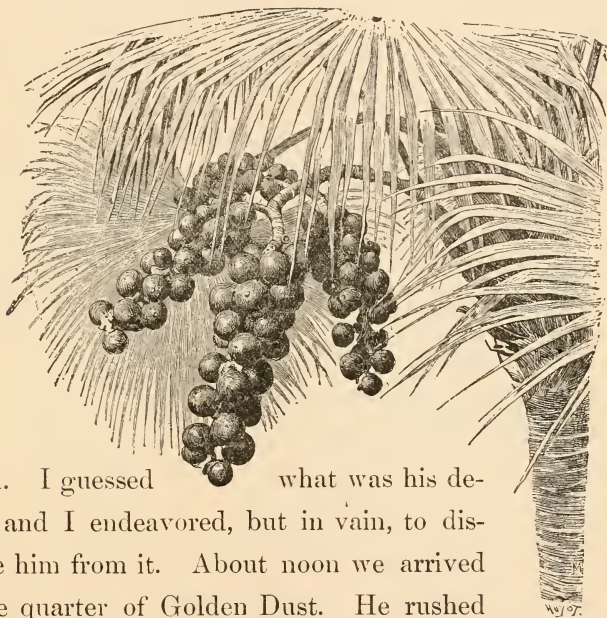 . I guessed what was his de-
and I endeavored, but in vain, to dis-
e him from it. About noon we arrived
e quarter of Golden Dust. He rushed
M
HUYOT.